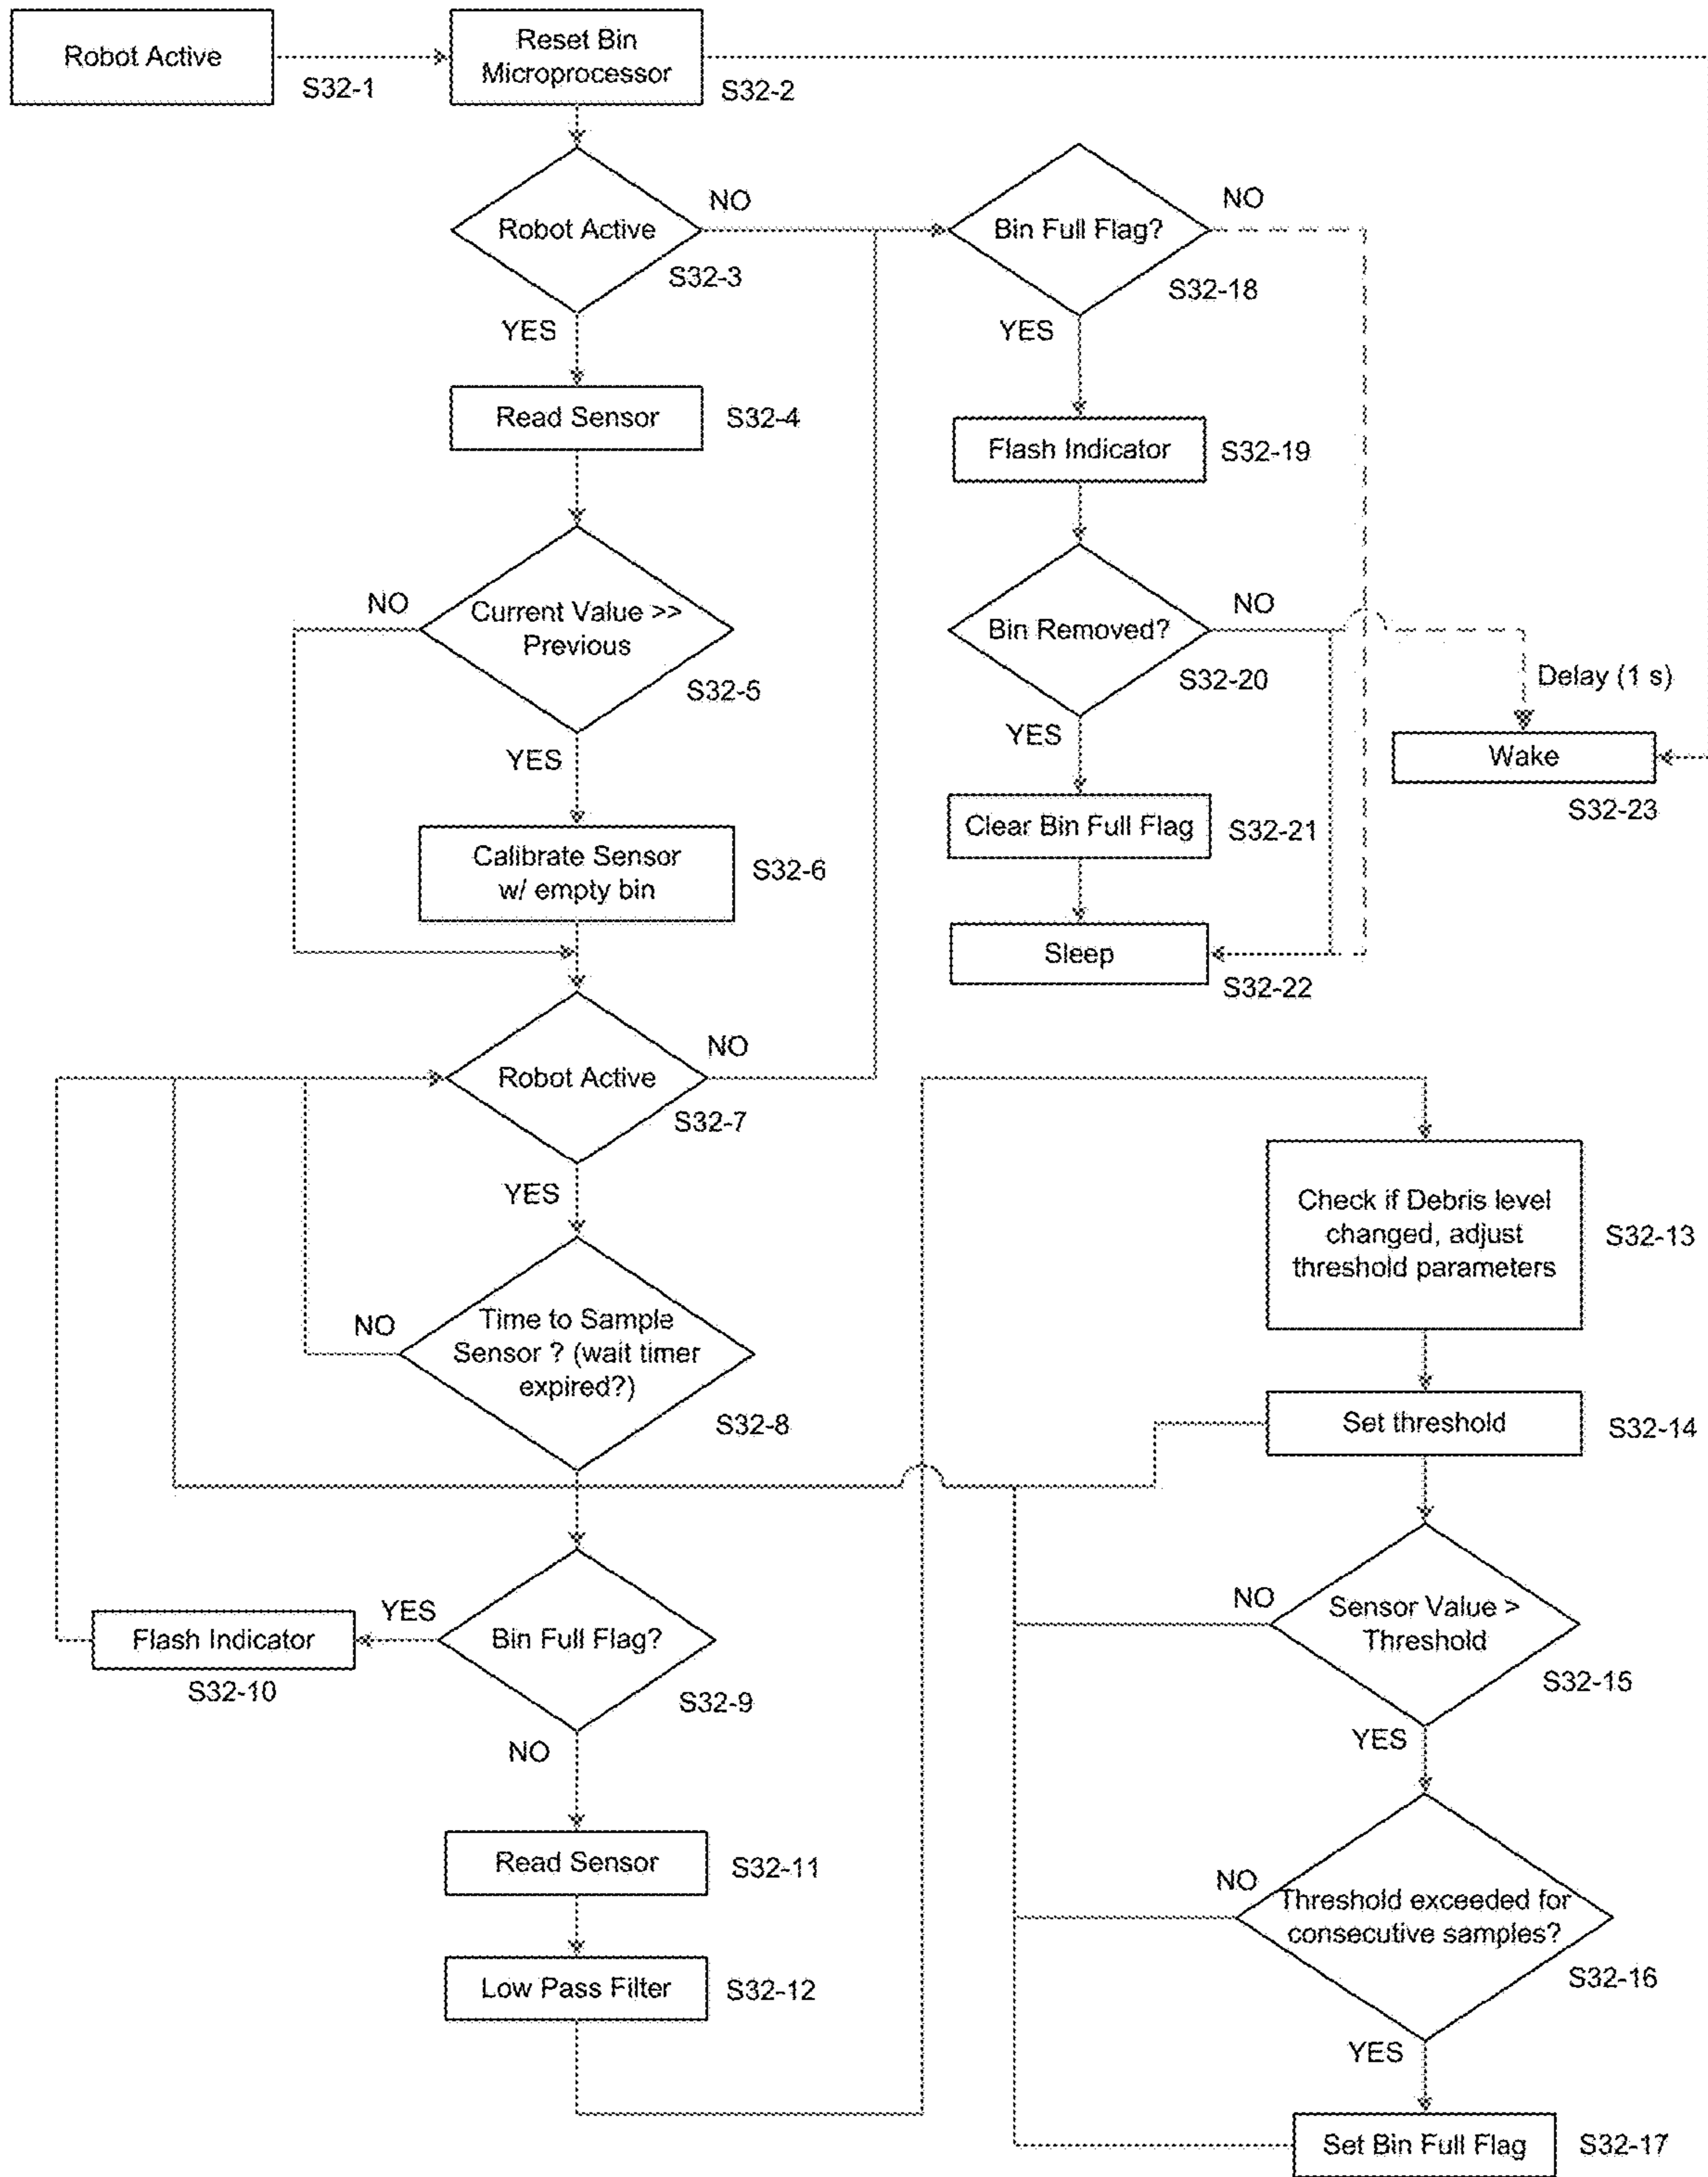 Robot Active
S32-1
Reset Bin
Microprocessor
S32-2
Robot Active
NO
S32-3
YES
Read Sensor
S32-4
Current Value >>
Previous
NO
S32-5
YES
Calibrate Sensor
w/ empty bin
S32-6
Robot Active
NO
S32-7
YES
Time to Sample
Sensor ? (wait timer
expired?)
NO
S32-8
Bin Full Flag?
YES
S32-9
Flash Indicator
S32-10
NO
Read Sensor
S32-11
Low Pass Filter
S32-12
Bin Full Flag?
NO
S32-18
YES
Flash Indicator
S32-19
Bin Removed?
NO
S32-20
YES
Delay (1 s)
Wake
S32-23
Clear Bin Full Flag
S32-21
Sleep
S32-22
Check if Debris level
changed, adjust
threshold parameters
S32-13
Set threshold
S32-14
Sensor Value >
Threshold
NO
S32-15
YES
Threshold exceeded for
consecutive samples?
NO
S32-16
YES
Set Bin Full Flag
S32-17